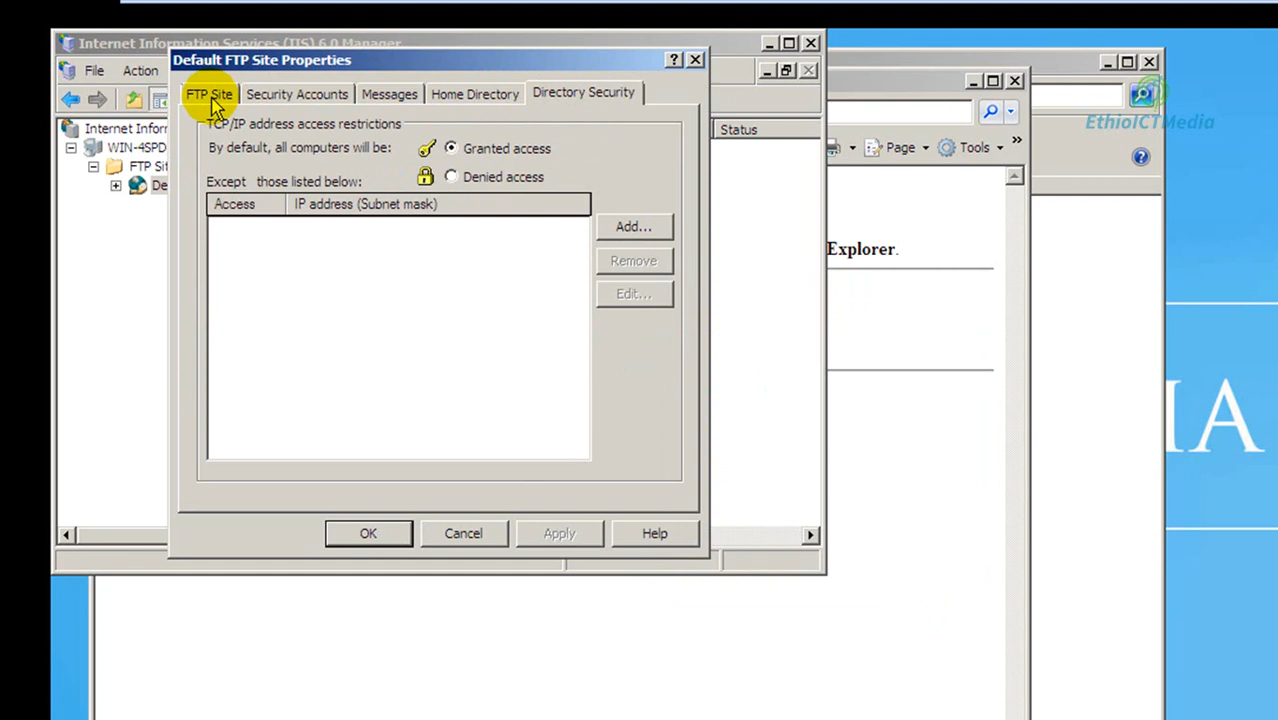 Internet Information Services (IIS) 6.0 Manager
File Action
Default FTP Site Properties
FTP Site Security Accounts Messages Home Directory Directory Security
TCP/IP address access restrictions
By default, all computers will be: Granted access
Denied access
Except those listed below:
Access IP address (Subnet mask)
Add...
Remove
Edit...
OK Cancel Apply Help
Internet Infor
WIN-4SPD
FTP Sit
De
Status
Page Tools
Explorer.
EthioICTMedia
IA